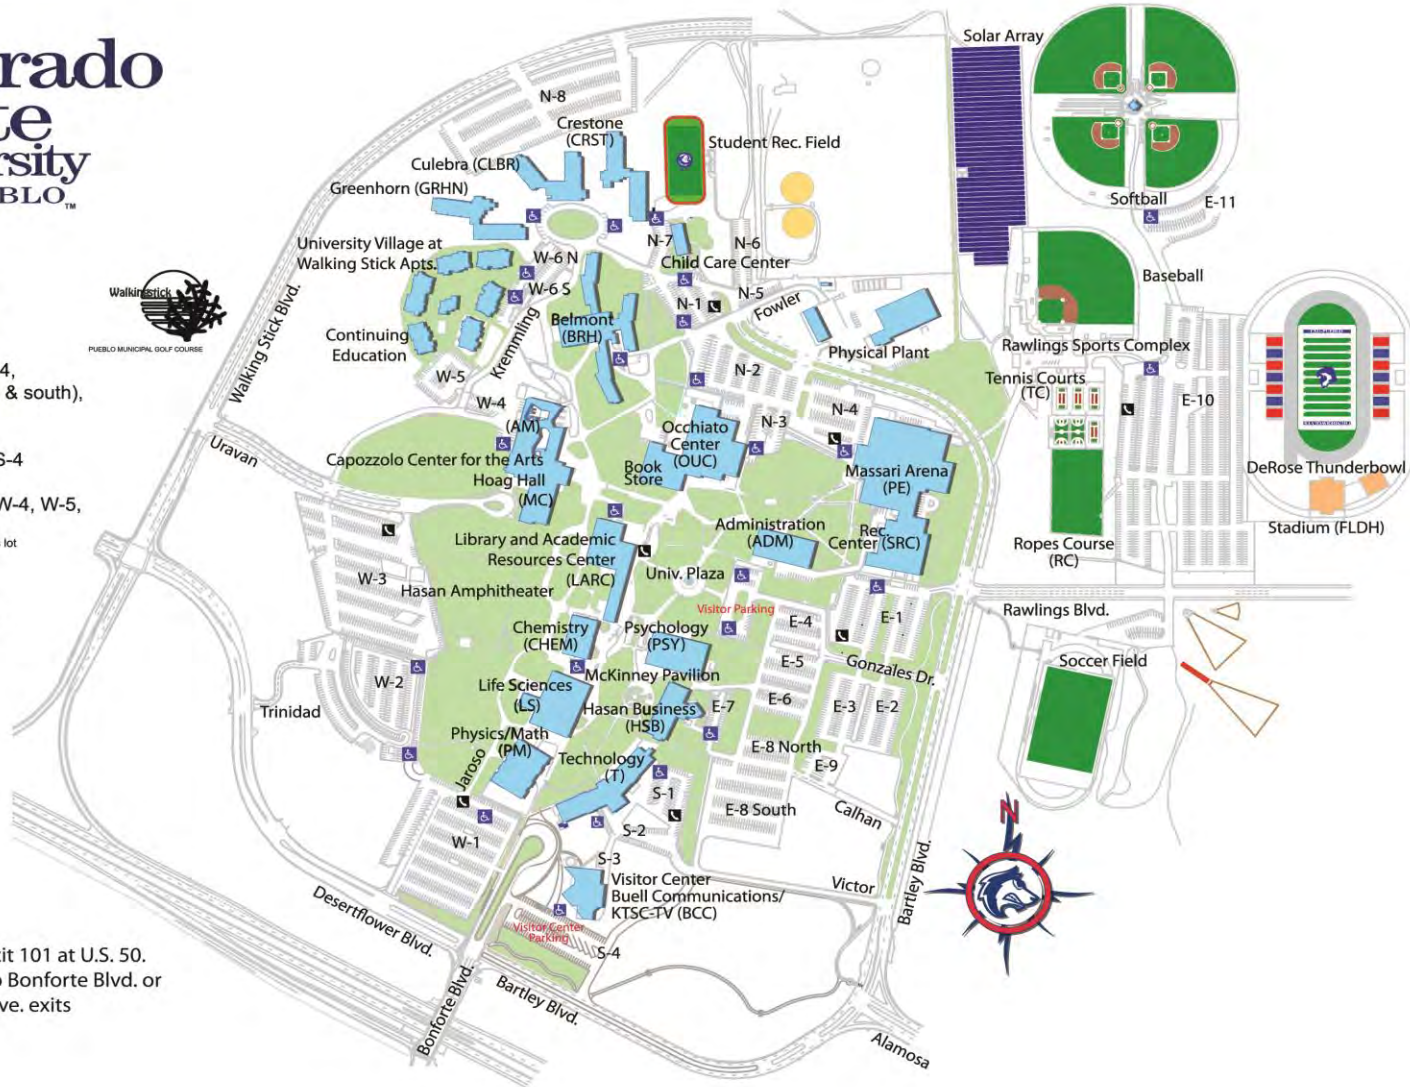 rado
te
rsity
BLO™
Walkingstick
PUEBLO MUNICIPAL GOLF COURSE
4,
& south),
S-4
W-4, W-5,
lot
it 101 at U.S. 50.
Bonforte Blvd. or
ve. exits
N-8
Crestone
(CRST)
Culebra (CLBR)
Greenhorn (GRHN)
Student Rec. Field
Solar Array
Softball
E-11
University Village at
Walking Stick Apts.
W-6 N
W-6 S
N-7
N-6
Child Care Center
N-5
N-1
Fowler
Baseball
Continuing
Education
Kremmling
Belmont
(BRH)
Physical Plant
Rawlings Sports Complex
Walking Stick Blvd.
W-5
W-4
N-2
N-3
N-4
Tennis Courts
(TC)
E-10
(AM)
Occhiato
Center
(OUC)
Uravan
Capozzolo Center for the Arts
Hoag Hall
(MC)
Book
Store
Massari Arena
(PE)
DeRose Thunderbowl
Stadium (FLDH)
Library and Academic
Resources Center
(LARC)
Administration
(ADM)
Rec.
Center (SRC)
Ropes Course
(RC)
W-3
Hasan Amphitheater
Univ. Plaza
Visitor Parking
E-4
E-1
Rawlings Blvd.
Chemistry
(CHEM)
Psychology
(PSY)
E-5
Gonzales Dr.
Soccer Field
W-2
McKinney Pavilion
Life Sciences
(LS)
Hasan Business
(HSB)
E-7
E-6
E-3
E-2
Trinidad
Physics/Math
(PM)
Technology
(T)
E-8 North
E-9
Jaroso
S-1
E-8 South
Calhan
N
W-1
S-2
S-3
Visitor Center
Buell Communications/
KTSC-TV (BCC)
Victor
Bartley Blvd.
Desertflower Blvd.
Visitor Center
Parking
S-4
Bonforte Blvd.
Bartley Blvd.
Alamosa